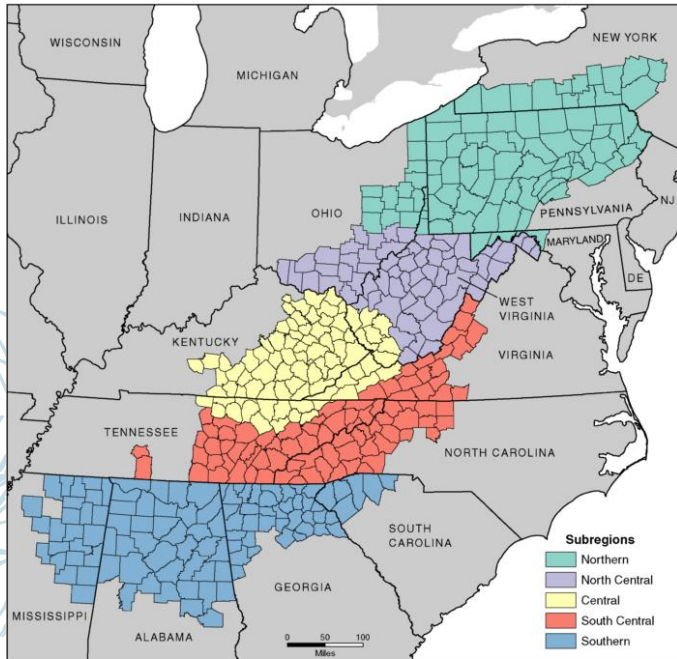 WISCONSIN
MICHIGAN
NEW YORK
ILLINOIS
INDIANA
OHIO
PENNSYLVANIA
NJ
MARYLAND
DE
WEST
VIRGINIA
KENTUCKY
VIRGINIA
TENNESSEE
NORTH CAROLINA
SOUTH
CAROLINA
MISSISSIPPI
ALABAMA
GEORGIA
0 50 100
Miles
Subregions
Northern
North Central
Central
South Central
Southern